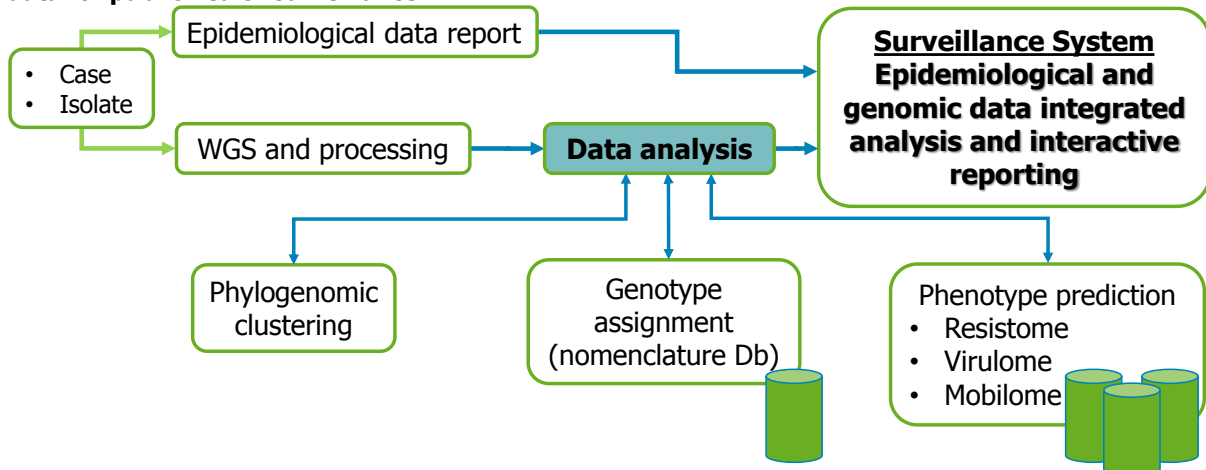 Epidemiological data report
• Case
• Isolate
WGS and processing
Data analysis
Surveillance System
Epidemiological and
genomic data integrated
analysis and interactive
reporting
Phylogenomic
clustering
Genotype
assignment
(nomenclature Db)
Phenotype prediction
• Resistome
• Virulome
• Mobilome